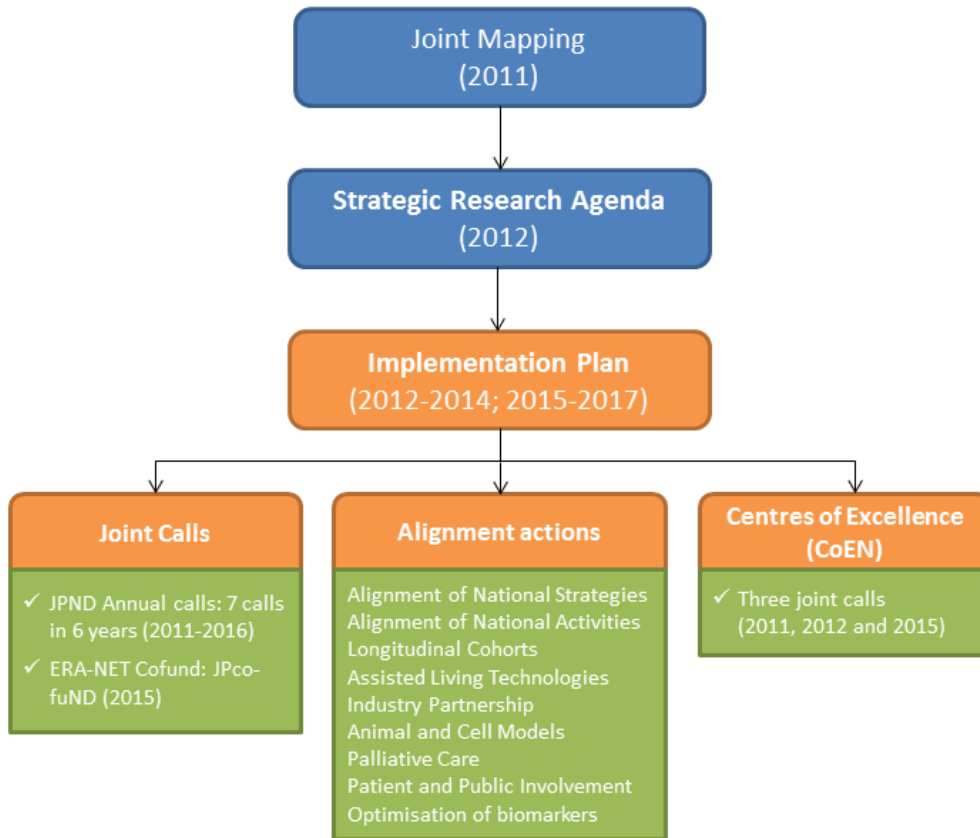 Joint Mapping
(2011)
Strategic Research Agenda
(2012)
Implementation Plan
(2012-2014; 2015-2017)
Joint Calls
✓ JPND Annual calls: 7 calls
in 6 years (2011-2016)
✓ ERA-NET Cofund: JPco-
fuND (2015)
Alignment actions
Alignment of National Strategies
Alignment of National Activities
Longitudinal Cohorts
Assisted Living Technologies
Industry Partnership
Animal and Cell Models
Palliative Care
Patient and Public Involvement
Optimisation of biomarkers
Centres of Excellence
(CoEN)
✓ Three joint calls
(2011, 2012 and 2015)